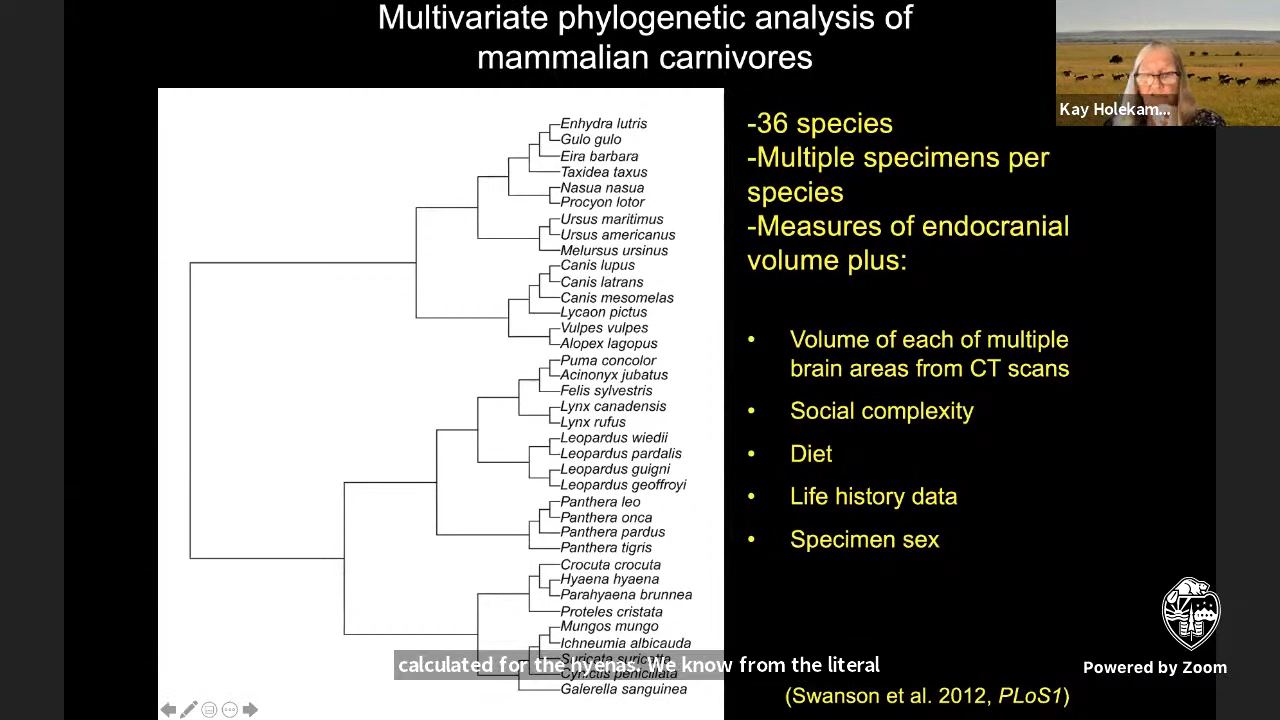 Multivariate phylogenetic analysis of
mammalian carnivores
Kay Holekam...
Enhydra lutris
Gulo gulo
Eira barbara
Taxidea taxus
Nasua nasua
Procyon lotor
Ursus maritimus
Ursus americanus
Melursus ursinus
Canis lupus
Canis latrans
Canis mesomelas
Lycaon pictus
Vulpes vulpes
Alopex lagopus
Puma concolor
Acinonyx jubatus
Felis sylvestris
Lynx canadensis
Lynx rufus
Leopardus wiedii
Leopardus pardalis
Leopardus guigni
Leopardus geoffroyi
Panthera leo
Panthera onca
Panthera pardus
Panthera tigris
Crocuta crocuta
Hyaena hyaena
Parahyaena brunnea
Proteles cristata
Mungos mungo
Ichneumia albicauda
Suricata suricatta
Cynictis penicillata
Galerella sanguinea
-36 species
-Multiple specimens per
species
-Measures of endocranial
volume plus:
• Volume of each of multiple
brain areas from CT scans
• Social complexity
• Diet
• Life history data
• Specimen sex
calculated for the hyenas. We know from the literal
Powered by Zoom
(Swanson et al. 2012, PLoS1)